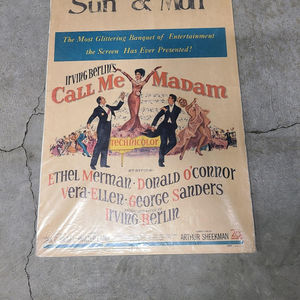 Sun & Mon
The Most Glittering Banquet of Entertainment
the Screen Has Ever Presented!
IRVING BERLIN'S
CALL ME
MADAM
TECHNICOLOR
ETHEL MERMAN · DONALD O'CONNOR
VERA-ELLEN · GEORGE SANDERS
IRVING BERLIN
ARTHUR SHEEKMAN